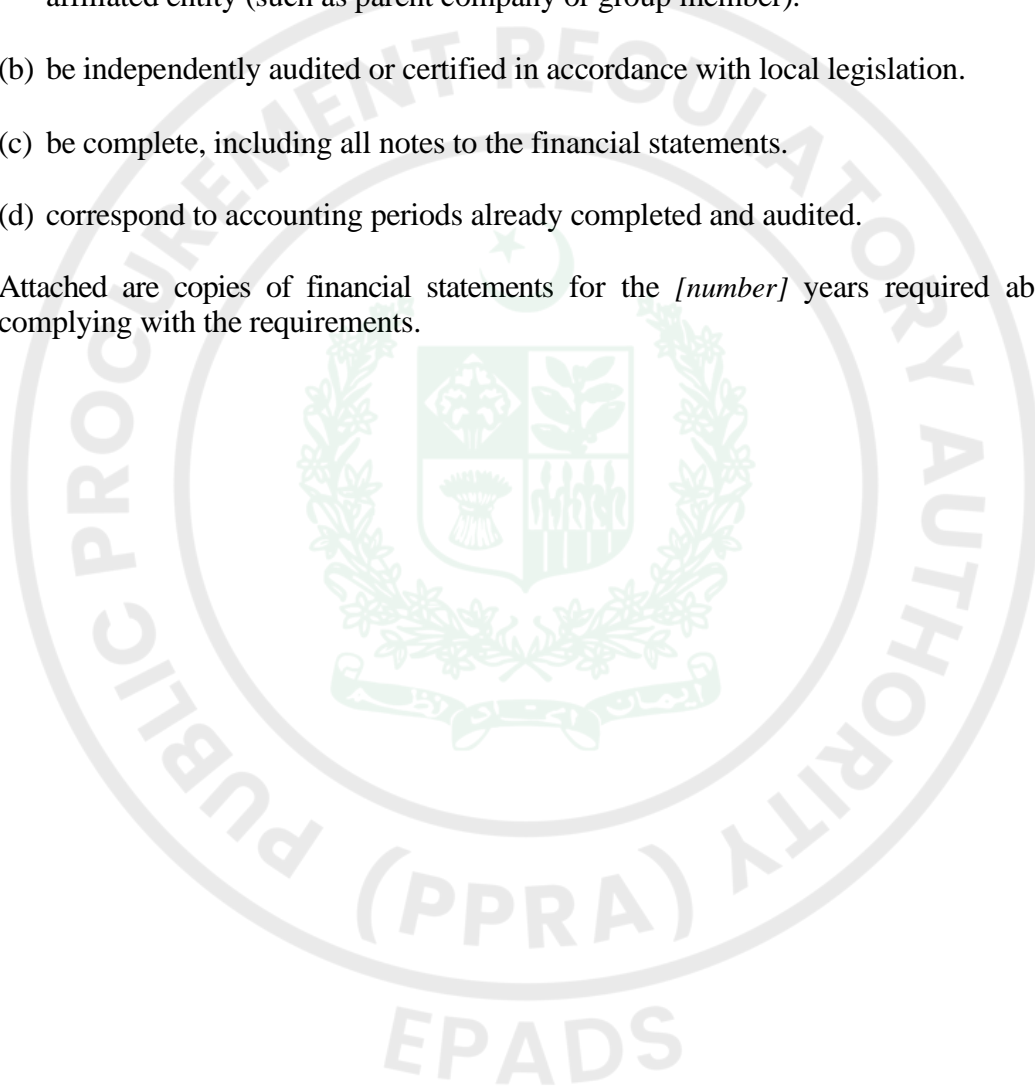 affiliated entity (such as parent company or group member).
(b) be independently audited or certified in accordance with local legislation.
(c) be complete, including all notes to the financial statements.
(d) correspond to accounting periods already completed and audited.
Attached are copies of financial statements for the [number] years required ab
complying with the requirements.
PUBLIC PROCUREMENT REGULATORY AUTHORITY
(PPRA)
EPADS